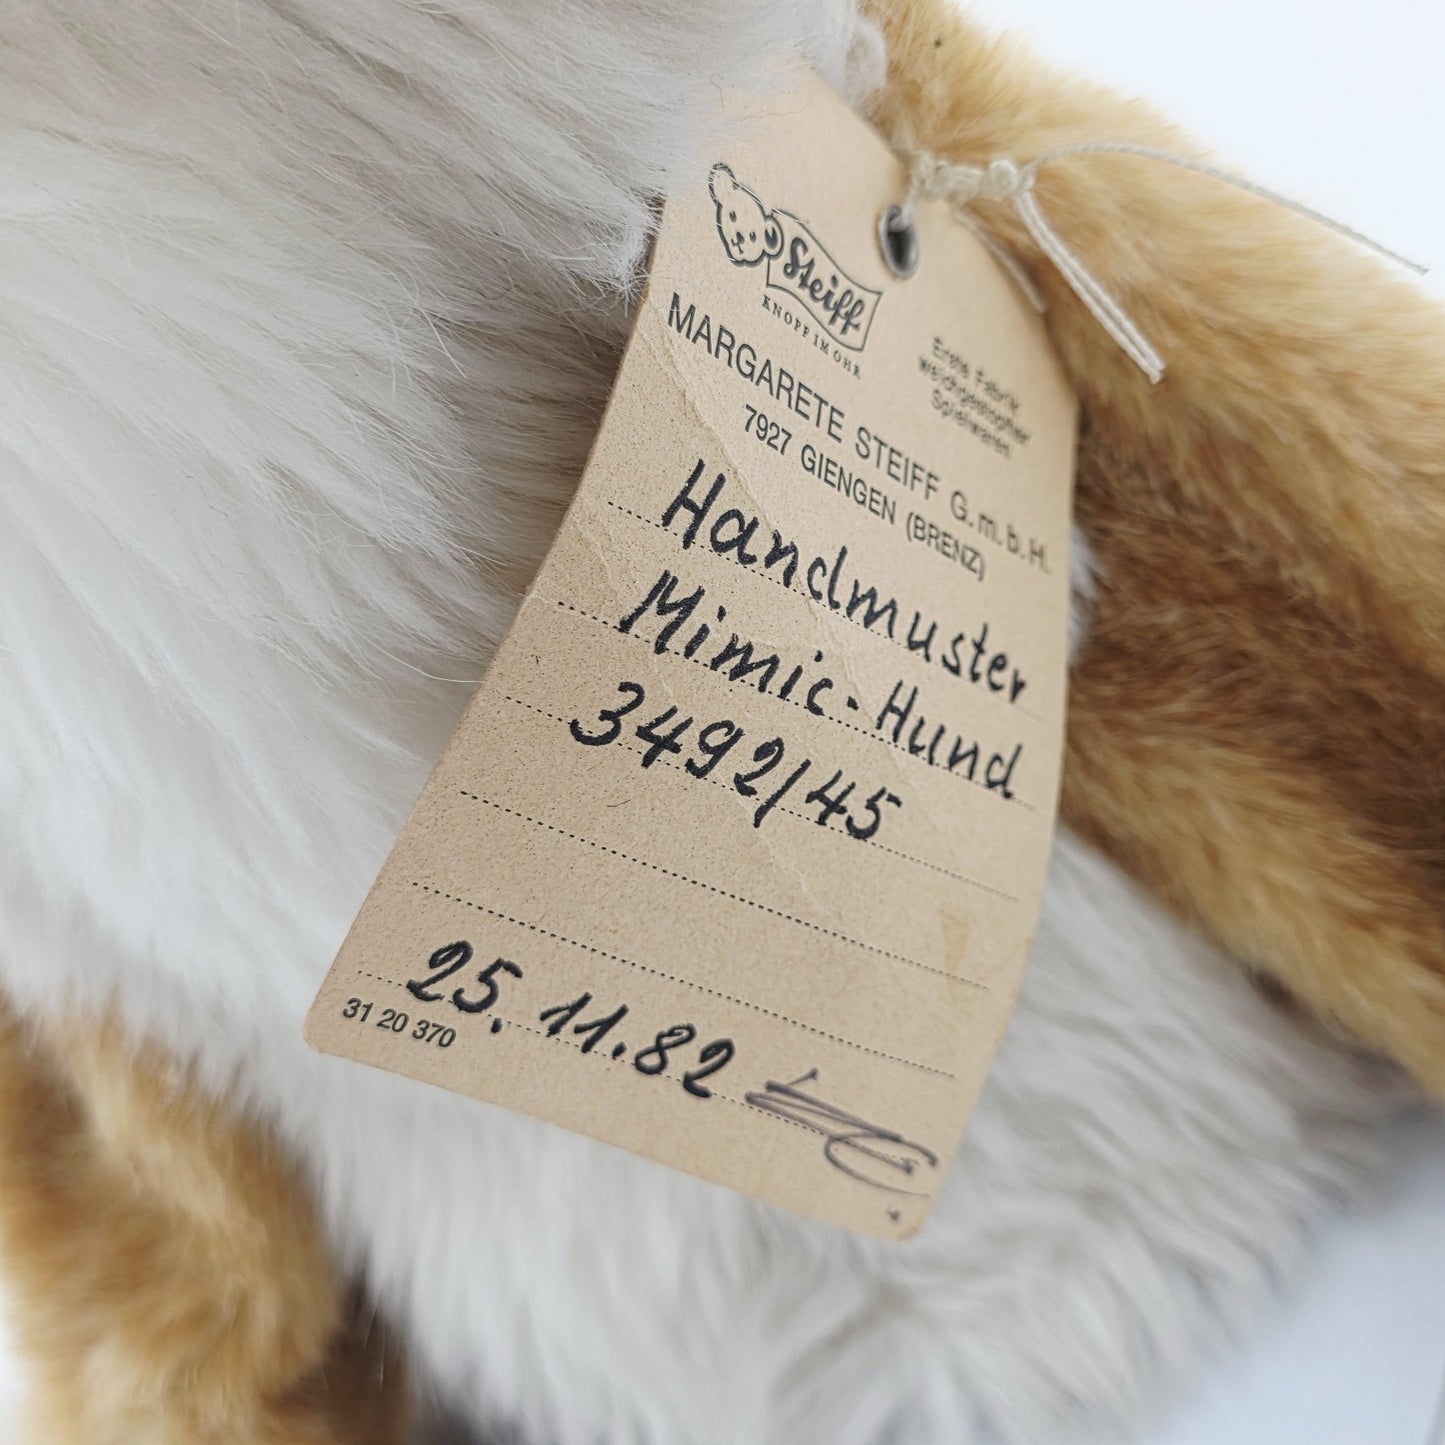 Steiff
KNOPF IM OHR
Erste Fabrik
weichgestopfter
Spielwaren
MARGARETE STEIFF G.m.b.H.
7927 GIENGEN (BRENZ)
Handmuster
Mimic-Hund
3492/45
25.11.82
31 20 370